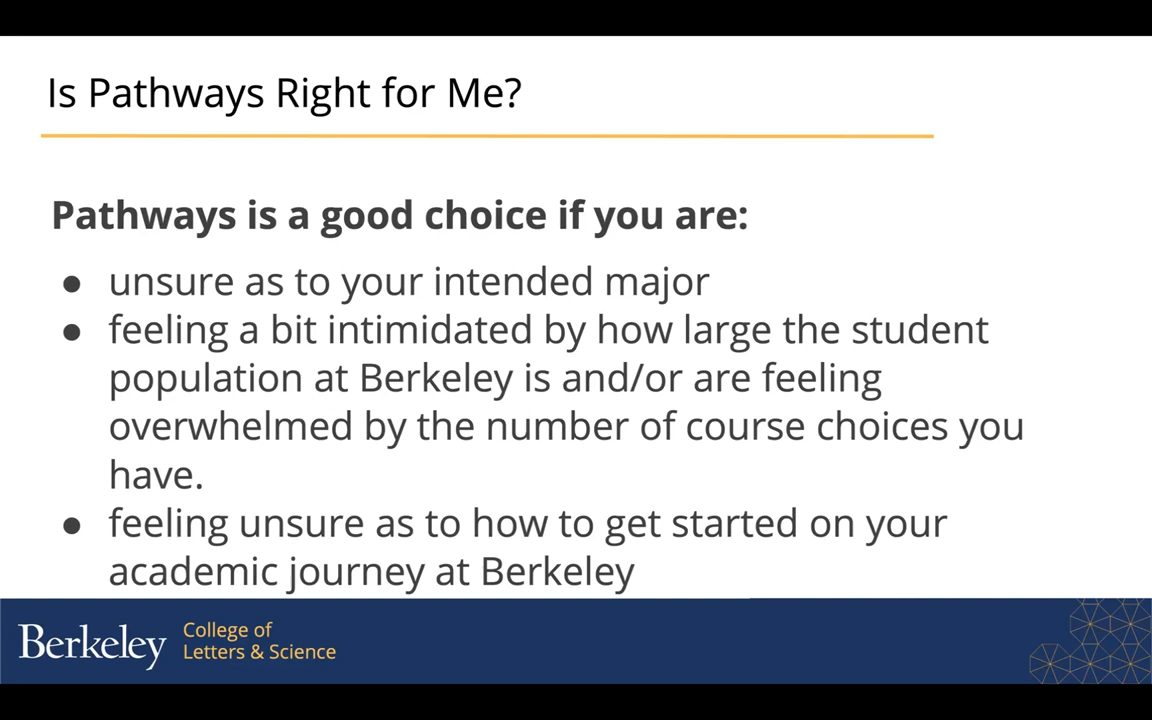 Is Pathways Right for Me?
Pathways is a good choice if you are:
● unsure as to your intended major
● feeling a bit intimidated by how large the student
population at Berkeley is and/or are feeling
overwhelmed by the number of course choices you
have.
● feeling unsure as to how to get started on your
academic journey at Berkeley
Berkeley
College of
Letters & Science